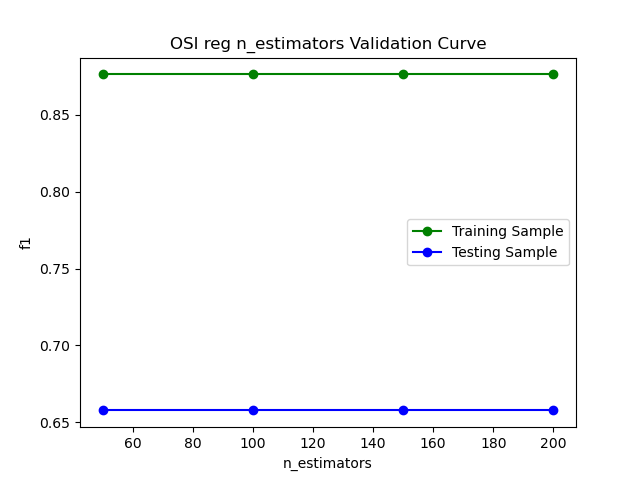 OSI reg n_estimators Validation Curve
0.85
0.80
0.75
0.70
0.65
f1
Training Sample
Testing Sample
60 80 100 120 140 160 180 200
n_estimators